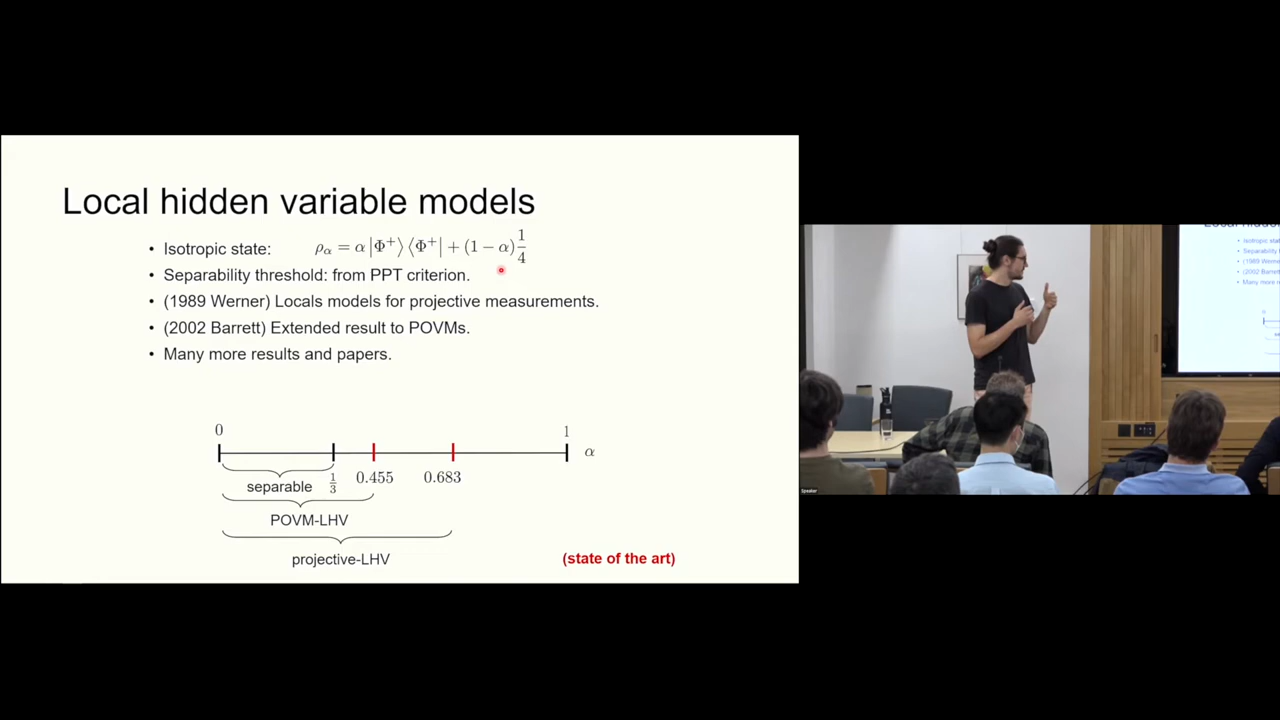 Local hidden variable models
• Isotropic state: ρ_α = α |Φ⁺⟩⟨Φ⁺| + (1 − α) 1/4
• Separability threshold: from PPT criterion.
• (1989 Werner) Locals models for projective measurements.
• (2002 Barrett) Extended result to POVMs.
• Many more results and papers.
0 1
α
separable 1/3 0.455 0.683
POVM-LHV
projective-LHV
(state of the art)
Speaker